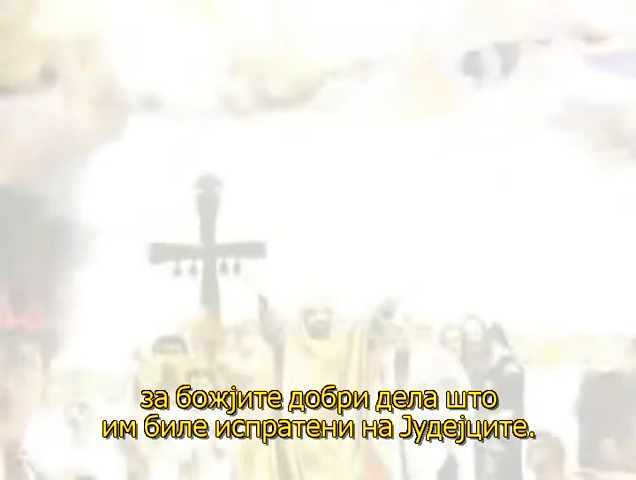 за божјите добри дела што
им биле испратени на Јудејците.